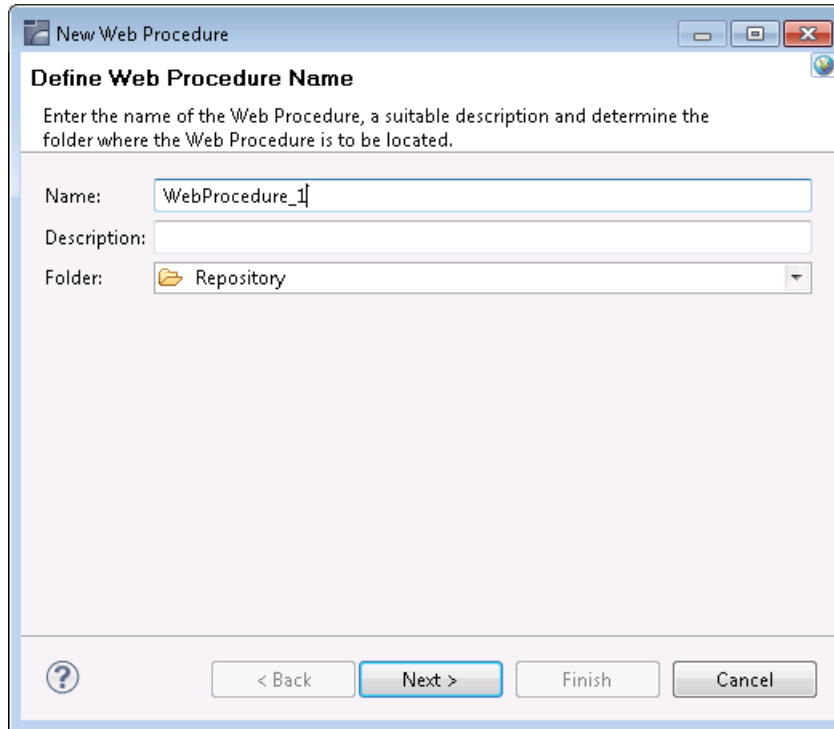 New Web Procedure
Define Web Procedure Name
Enter the name of the Web Procedure, a suitable description and determine the
folder where the Web Procedure is to be located.
Name: WebProcedure_1
Description:
Folder: Repository
? < Back Next > Finish Cancel